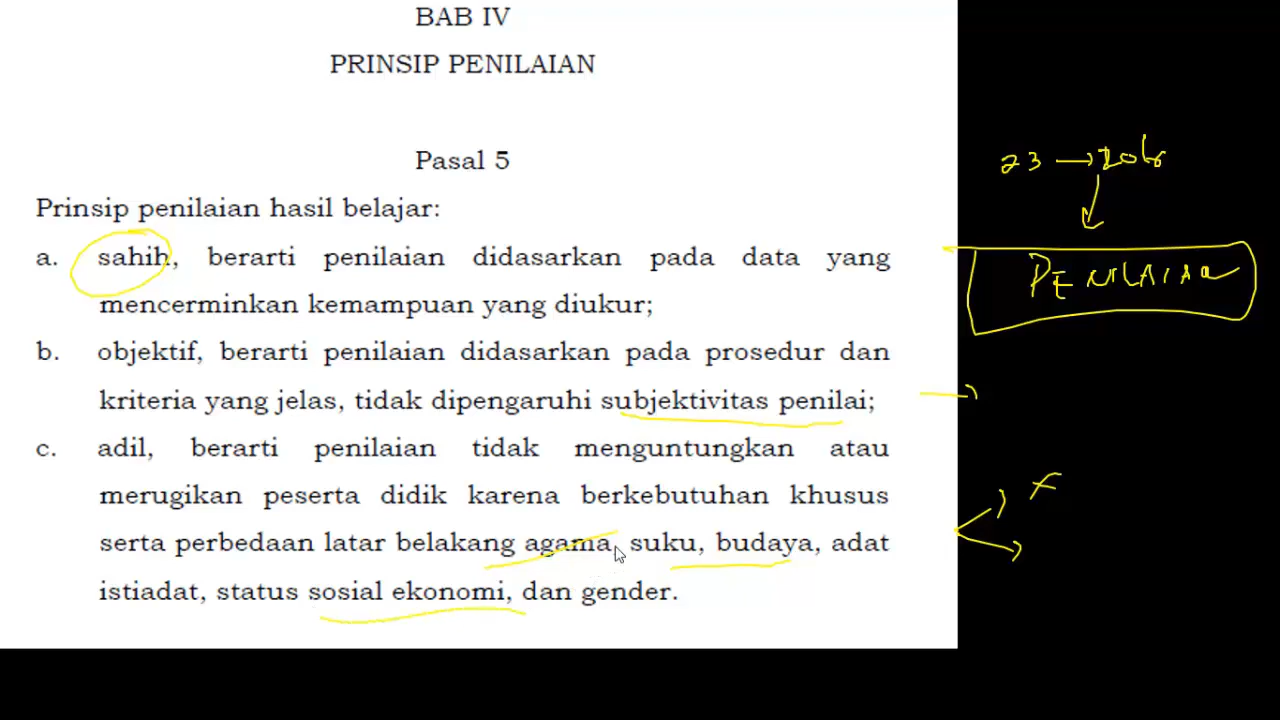 BAB IV
PRINSIP PENILAIAN
Pasal 5
Prinsip penilaian hasil belajar:
a. sahih, berarti penilaian didasarkan pada data yang
mencerminkan kemampuan yang diukur;
b. objektif, berarti penilaian didasarkan pada prosedur dan
kriteria yang jelas, tidak dipengaruhi subjektivitas penilai;
c. adil, berarti penilaian tidak menguntungkan atau
merugikan peserta didik karena berkebutuhan khusus
serta perbedaan latar belakang agama, suku, budaya, adat
istiadat, status sosial ekonomi, dan gender.
23 →
PENILAIAN